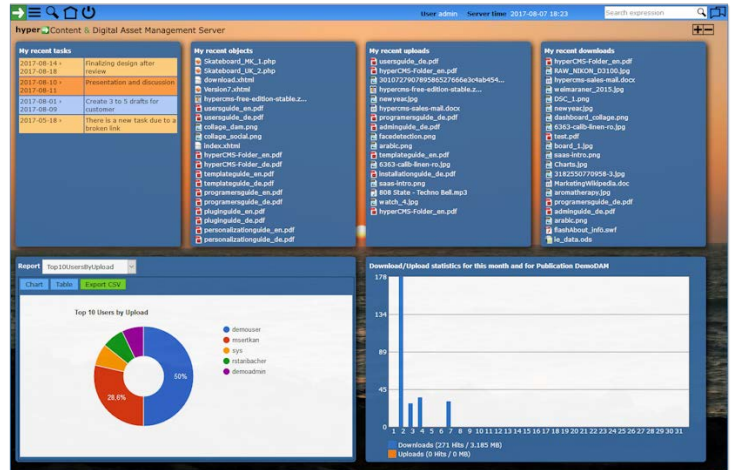 User admin Server time 2017-08-07 18:23 Search expression
hyper Content & Digital Asset Management Server
My recent tasks
2017-08-14 -
2017-08-18
Finalizing design after
review
2017-08-10 -
2017-08-11
Presentation and discussion
2017-08-01 -
2017-08-09
Create 3 to 5 drafts for
customer
2017-05-18 -
There is a new task due to a
broken link
My recent objects
Skateboard_MK_1.php
Skateboard_UK_2.php
download.xhtml
Version7.xhtml
hypercms-free-edition-stable.z...
usersguide_en.pdf
usersguide_de.pdf
collage_dam.png
collage_social.png
index.xhtml
hyperCMS-Folder_en.pdf
hyperCMS-Folder_de.pdf
templateguide_en.pdf
templateguide_de.pdf
programersguide_en.pdf
programersguide_de.pdf
pluginguide_en.pdf
pluginguide_de.pdf
personalizationguide_en.pdf
personalizationguide_de.pdf
My recent uploads
usersguide_de.pdf
hyperCMS-Folder_en.pdf
hypercms-free-edition-stable.z...
newyeac.jpg
hypercms-sales-mail.docx
programersguide_de.pdf
adminguide_de.pdf
facedetection.png
arabic.png
templateguide_en.pdf
6363-calib-linen-ro.jpg
installationguide_de.pdf
saas-intro.png
808 State - Techno Bell.mp3
watch_4.jpg
hyperCMS-Folder_en.pdf
My recent downloads
hyperCMS-Folder_de.pdf
RAW_NIKON_D3100.jpg
hypercms-sales-mail.docx
weimaraner_2015.jpg
DSC_1.png
newyeac.jpg
dashboard_collage.png
6363-calib-linen-ro.jpg
test.pdf
board_1.jpg
saas-intro.png
Charts.jpg
3182550770958-3.jpg
MarketingWikipedia.doc
aromatherapy.jpg
programersguide_de.pdf
adminguide_de.pdf
arabic.png
flashAbout_info.swf
le_data.ods
Report Top10UsersByUpload
Chart Table Export CSV
Top 10 Users by Upload
50%
28.6%
demouser
msertkan
sys
demoadmin
Download/Upload statistics for this month and for Publication DemoDAM
178
134
89
45
0
1 2 3 4 5 6 7 8 9 10 11 12 13 14 15 16 17 18 19 20 21 22 23 24 25 26 27 28 29 30 31
Downloads (271 Hits / 3.185 MB)
Uploads (0 Hits / 0 MB)